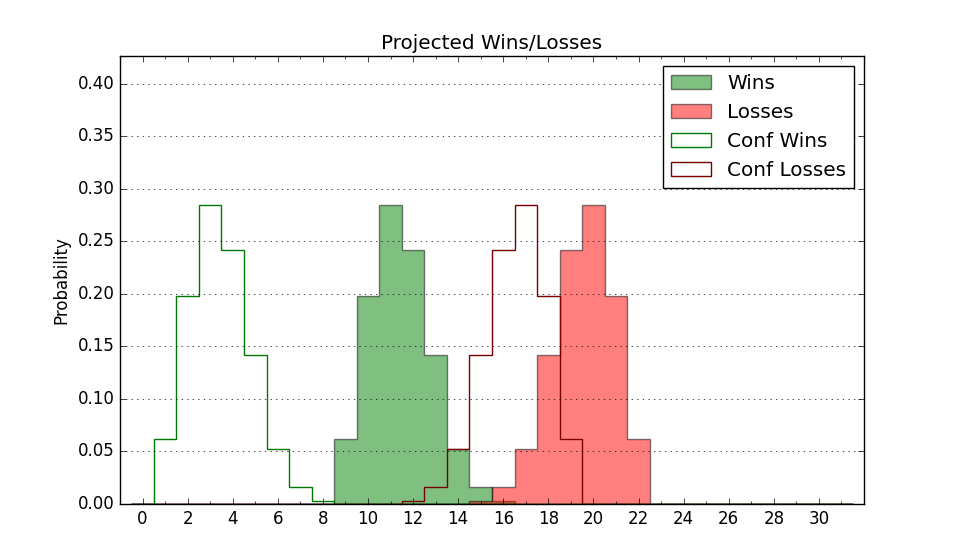 Projected Wins/Losses
0.40
0.35
0.30
0.25
0.20
0.15
0.10
0.05
0.00
Probability
Wins
Losses
Conf Wins
Conf Losses
0 2 4 6 8 10 12 14 16 18 20 22 24 26 28 30